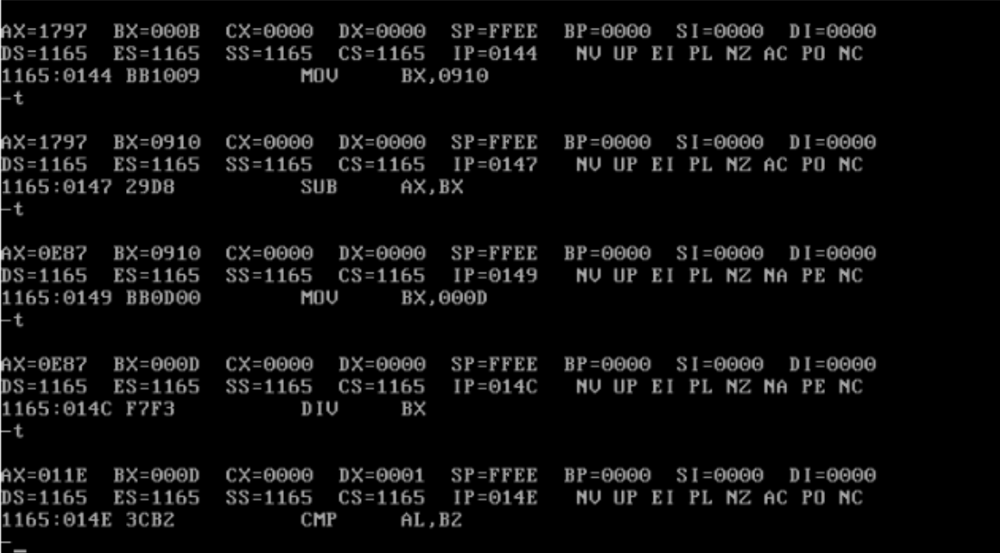 AX=1797  BX=000B  CX=0000  DX=0000  SP=FFEE  BP=0000  SI=0000  DI=0000
DS=1165  ES=1165  SS=1165  CS=1165  IP=0144   NV UP EI PL NZ AC PO NC
1165:0144 BB1009        MOV     BX,0910
-t
AX=1797  BX=0910  CX=0000  DX=0000  SP=FFEE  BP=0000  SI=0000  DI=0000
DS=1165  ES=1165  SS=1165  CS=1165  IP=0147   NV UP EI PL NZ AC PO NC
1165:0147 29D8          SUB     AX,BX
-t
AX=0E87  BX=0910  CX=0000  DX=0000  SP=FFEE  BP=0000  SI=0000  DI=0000
DS=1165  ES=1165  SS=1165  CS=1165  IP=0149   NV UP EI PL NZ NA PE NC
1165:0149 BB0D00        MOV     BX,000D
-t
AX=0E87  BX=000D  CX=0000  DX=0000  SP=FFEE  BP=0000  SI=0000  DI=0000
DS=1165  ES=1165  SS=1165  CS=1165  IP=014C   NV UP EI PL NZ NA PE NC
1165:014C F7F3          DIV     BX
-t
AX=011E  BX=000D  CX=0000  DX=0001  SP=FFEE  BP=0000  SI=0000  DI=0000
DS=1165  ES=1165  SS=1165  CS=1165  IP=014E   NV UP EI PL NZ AC PO NC
1165:014E 3CB2          CMP     AL,B2
-_